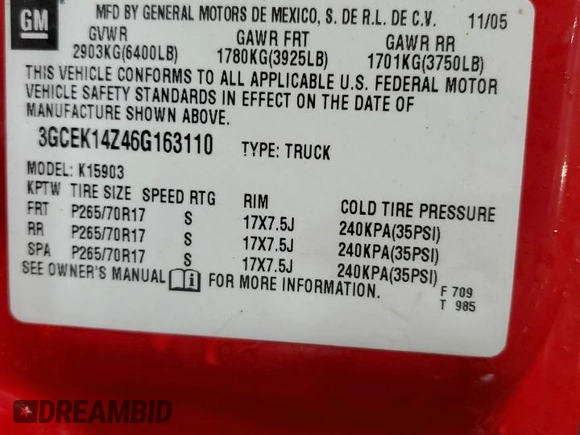 GM
MFD BY GENERAL MOTORS DE MEXICO, S. DE R.L. DE C.V. 11/05
GVWR GAWR FRT GAWR RR
2903KG(6400LB) 1780KG(3925LB) 1701KG(3750LB)
THIS VEHICLE CONFORMS TO ALL APPLICABLE U.S. FEDERAL MOTOR
VEHICLE SAFETY STANDARDS IN EFFECT ON THE DATE OF
MANUFACTURE SHOWN ABOVE.
3GCEK14Z46G163110 TYPE: TRUCK
MODEL: K15903
KPTW TIRE SIZE SPEED RTG RIM COLD TIRE PRESSURE
FRT P265/70R17 S 17X7.5J 240KPA(35PSI)
RR P265/70R17 S 17X7.5J 240KPA(35PSI)
SPA P265/70R17 S 17X7.5J 240KPA(35PSI)
SEE OWNER'S MANUAL i FOR MORE INFORMATION.
F 709
T 985
DREAMBID